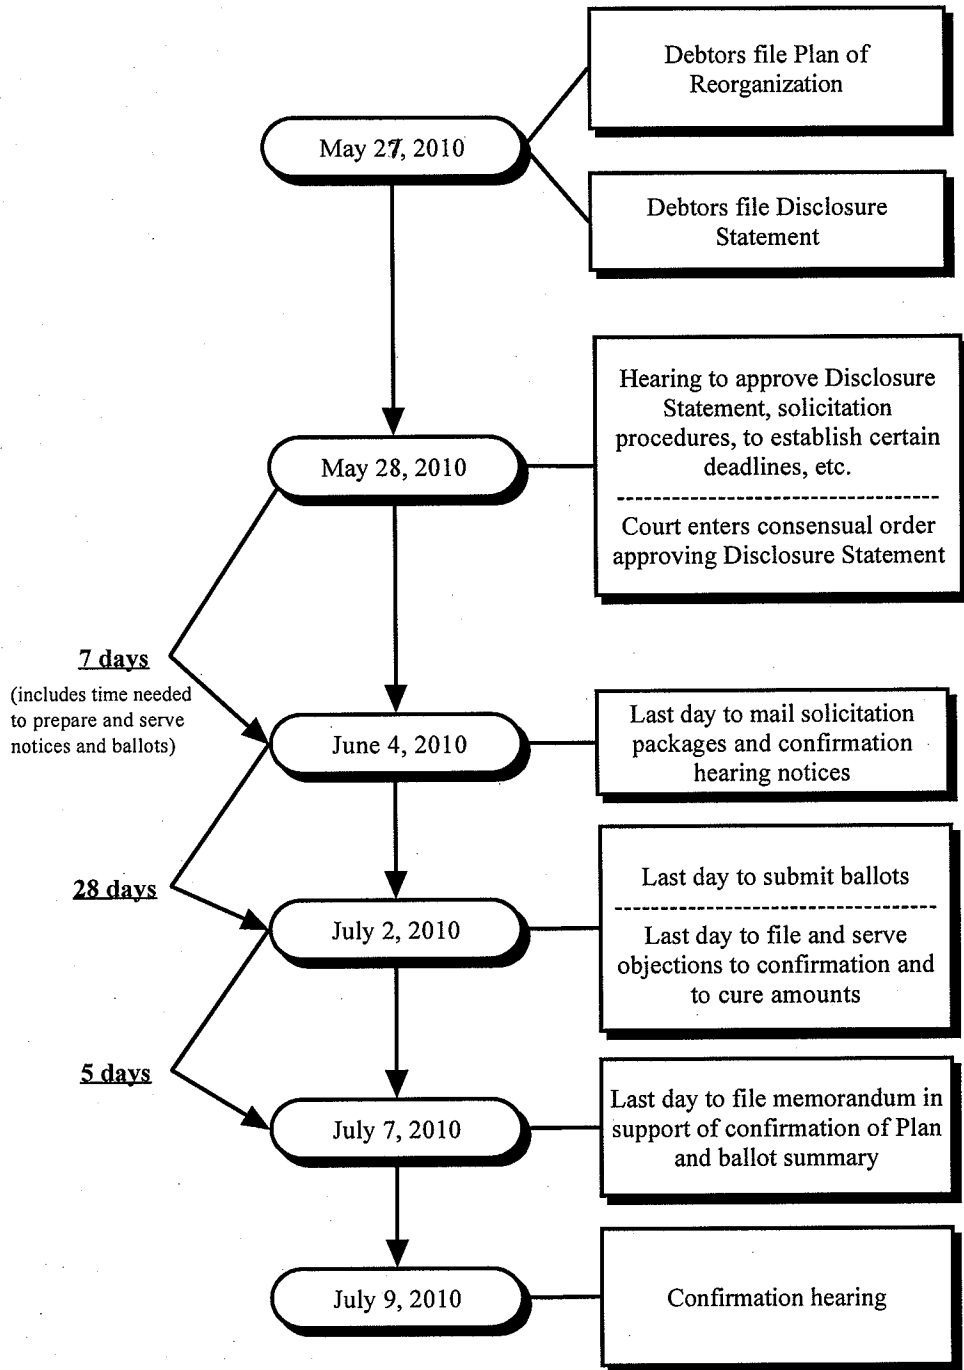 Debtors file Plan of
Reorganization
May 27, 2010
Debtors file Disclosure
Statement
Hearing to approve Disclosure
Statement, solicitation
procedures, to establish certain
deadlines, etc.
May 28, 2010
Court enters consensual order
approving Disclosure Statement
7 days
(includes time needed
to prepare and serve
notices and ballots)
June 4, 2010
Last day to mail solicitation
packages and confirmation
hearing notices
28 days
July 2, 2010
Last day to submit ballots
Last day to file and serve
objections to confirmation and
to cure amounts
5 days
July 7, 2010
Last day to file memorandum in
support of confirmation of Plan
and ballot summary
July 9, 2010
Confirmation hearing